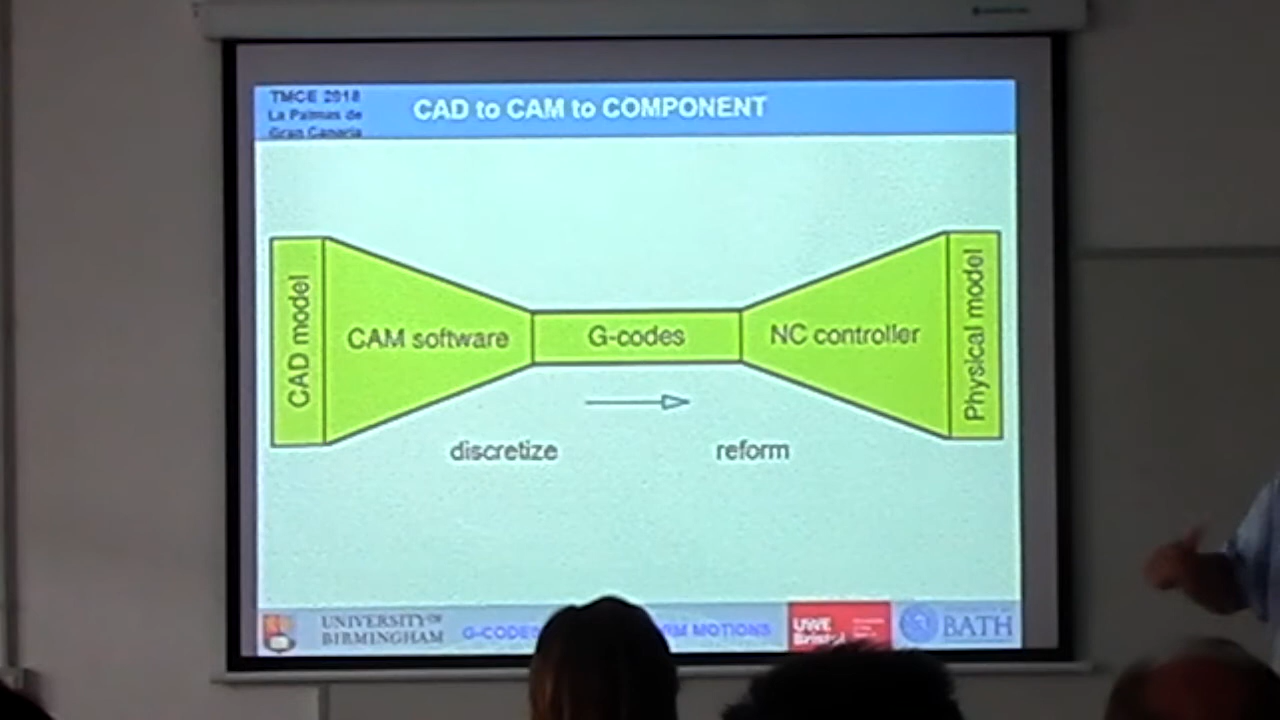 TMCE 2018
La Palmas de
Gran Canaria
CAD to CAM to COMPONENT
CAD model
CAM software
G-codes
NC controller
Physical model
discretize
reform
UNIVERSITY OF
BIRMINGHAM
G-CODES
MOTIONS
UWE
Bristol
BATH